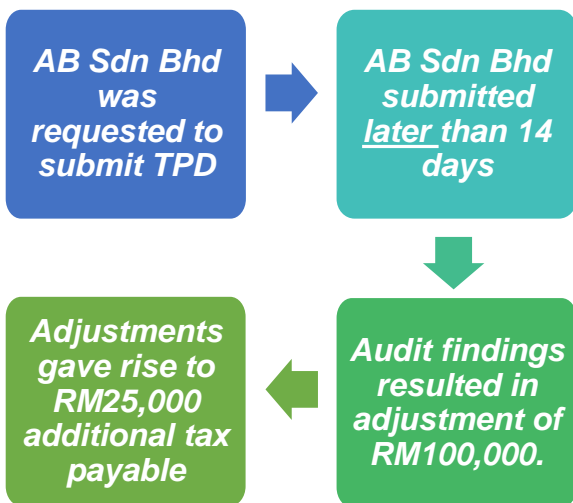 AB Sdn Bhd
was
requested to
submit TPD
AB Sdn Bhd
submitted
later than 14
days
Audit findings
resulted in
adjustment of
RM100,000.
Adjustments
gave rise to
RM25,000
additional tax
payable